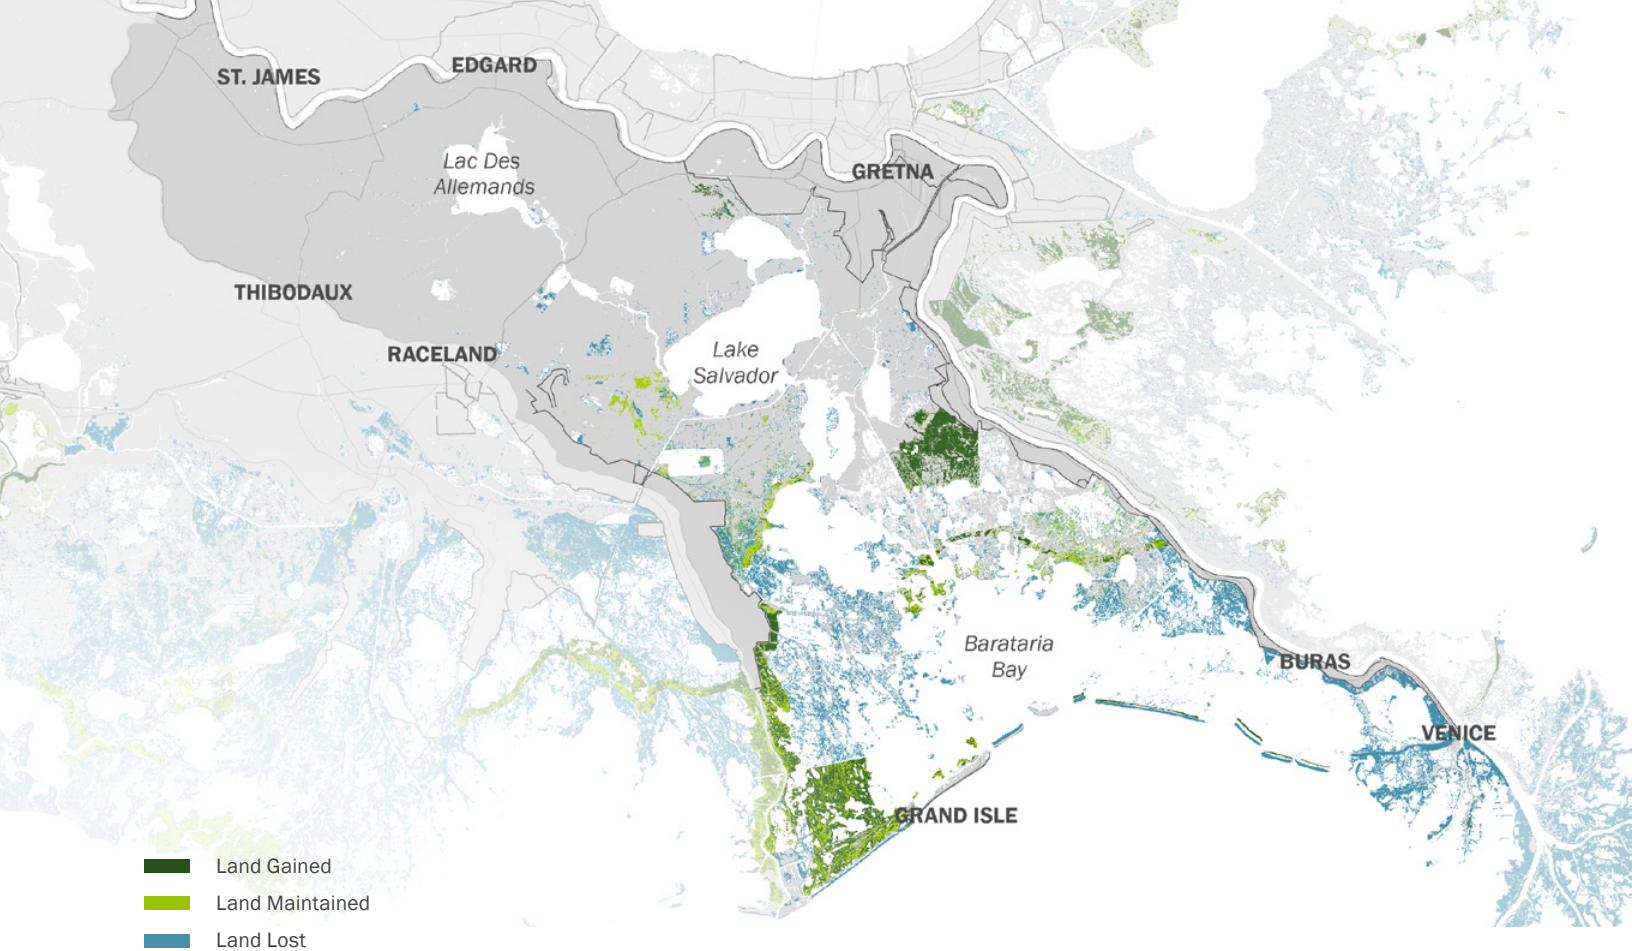 ST. JAMES
EDGARD
Lac Des
Allemands
GRETNA
THIBODAUX
RACELAND
Lake
Salvador
Barataria
Bay
BURAS
VENICE
GRAND ISLE
Land Gained
Land Maintained
Land Lost